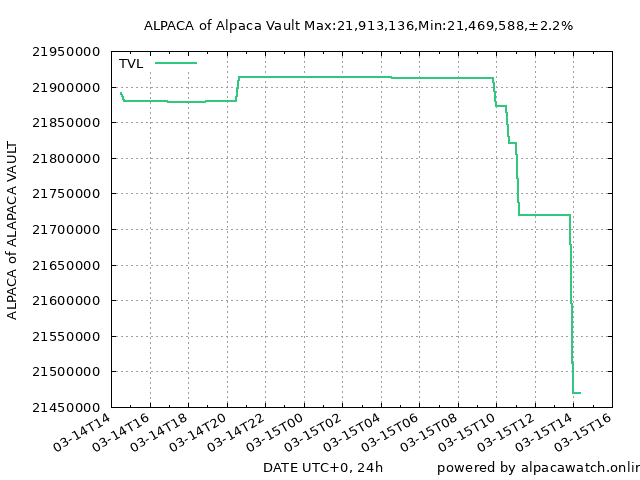 ALPACA of Alpaca Vault Max:21,913,136,Min:21,469,588,±2.2%
TVL
21950000
21900000
21850000
21800000
21750000
21700000
21650000
21600000
21550000
21500000
21450000
ALPACA of ALAPACA VAULT
03-14T14
03-14T16
03-14T18
03-14T20
03-14T22
03-15T00
03-15T02
03-15T04
03-15T06
03-15T08
03-15T10
03-15T12
03-15T14
03-15T16
DATE UTC+0, 24h
powered by alpacawatch.onlin